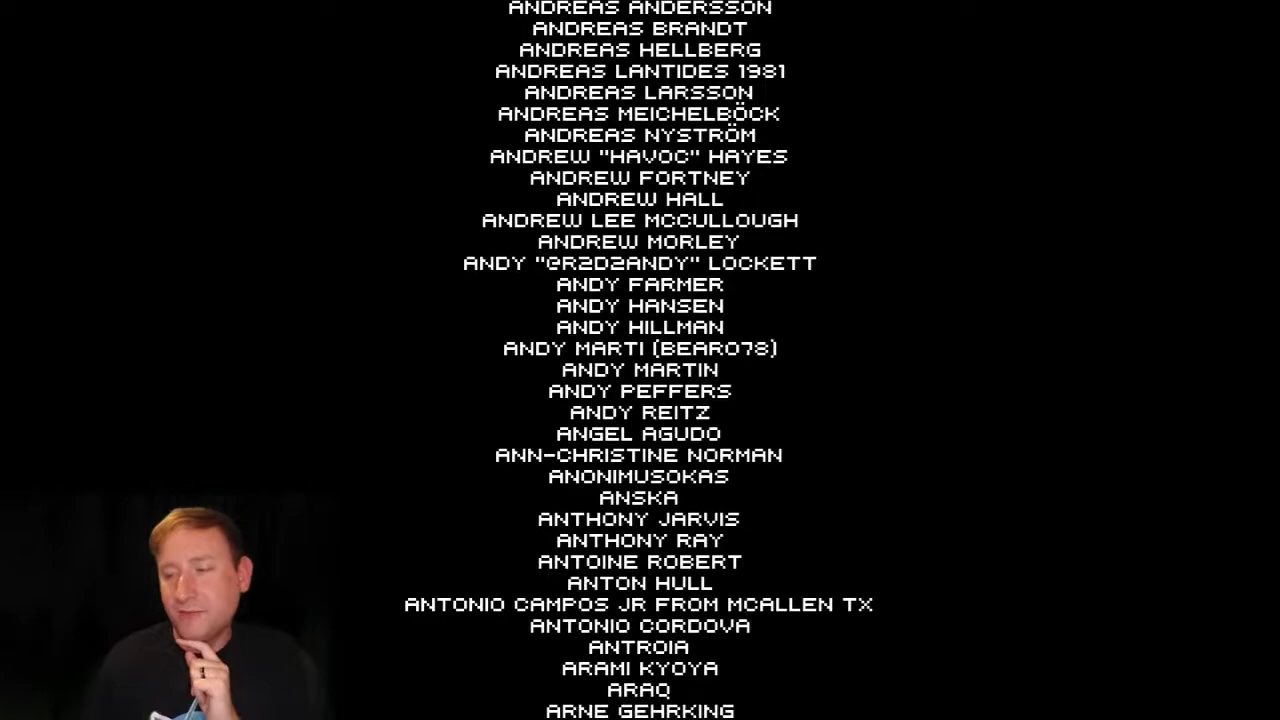 ANDREAS ANDERSSON
ANDREAS BRANDT
ANDREAS HELLBERG
ANDREAS LANTIDES 1981
ANDREAS LARSSON
ANDREAS MEICHELBÖCK
ANDREAS NYSTRÖM
ANDREW "HAVOC" HAYES
ANDREW FORTNEY
ANDREW HALL
ANDREW LEE MCCULLOUGH
ANDREW MORLEY
ANDY "@R2D2ANDY" LOCKETT
ANDY FARMER
ANDY HANSEN
ANDY HILLMAN
ANDY MARTI (BEARO78)
ANDY MARTIN
ANDY PEFFERS
ANDY REITZ
ANGEL AGUDO
ANN-CHRISTINE NORMAN
ANONIMUSOKAS
ANSKA
ANTHONY JARVIS
ANTHONY RAY
ANTOINE ROBERT
ANTON HULL
ANTONIO CAMPOS JR FROM MCALLEN TX
ANTONIO CORDOVA
ANTROIA
ARAMI KYOYA
ARAQ
ARNE GEHRKING